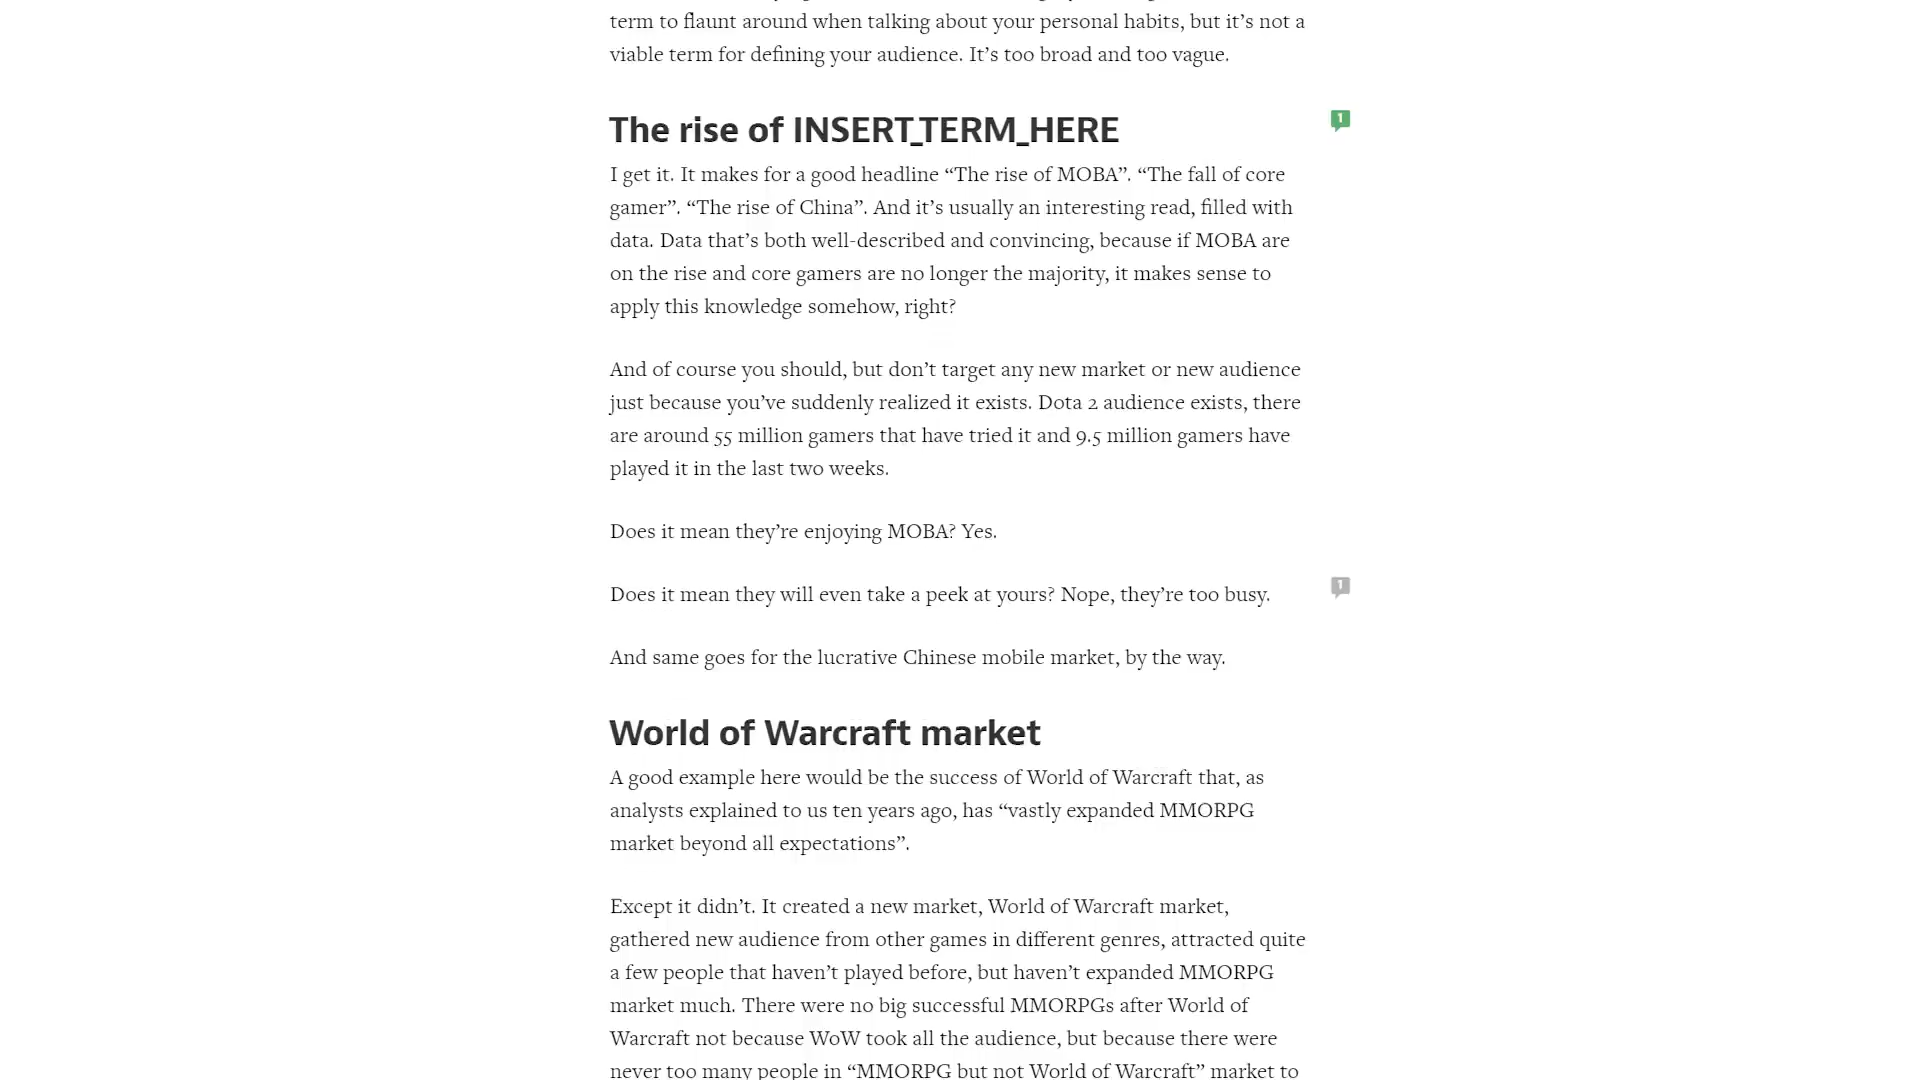 term to flaunt around when talking about your personal habits, but it’s not a
viable term for defining your audience. It’s too broad and too vague.
The rise of INSERT_TERM_HERE
1
I get it. It makes for a good headline “The rise of MOBA”. “The fall of core
gamer”. “The rise of China”. And it’s usually an interesting read, filled with
data. Data that’s both well-described and convincing, because if MOBA are
on the rise and core gamers are no longer the majority, it makes sense to
apply this knowledge somehow, right?
And of course you should, but don’t target any new market or new audience
just because you’ve suddenly realized it exists. Dota 2 audience exists, there
are around 55 million gamers that have tried it and 9.5 million gamers have
played it in the last two weeks.
Does it mean they’re enjoying MOBA? Yes.
Does it mean they will even take a peek at yours? Nope, they’re too busy.
1
And same goes for the lucrative Chinese mobile market, by the way.
World of Warcraft market
A good example here would be the success of World of Warcraft that, as
analysts explained to us ten years ago, has “vastly expanded MMORPG
market beyond all expectations”.
Except it didn’t. It created a new market, World of Warcraft market,
gathered new audience from other games in different genres, attracted quite
a few people that haven’t played before, but haven’t expanded MMORPG
market much. There were no big successful MMORPGs after World of
Warcraft not because WoW took all the audience, but because there were
never too many people in “MMORPG but not World of Warcraft” market to